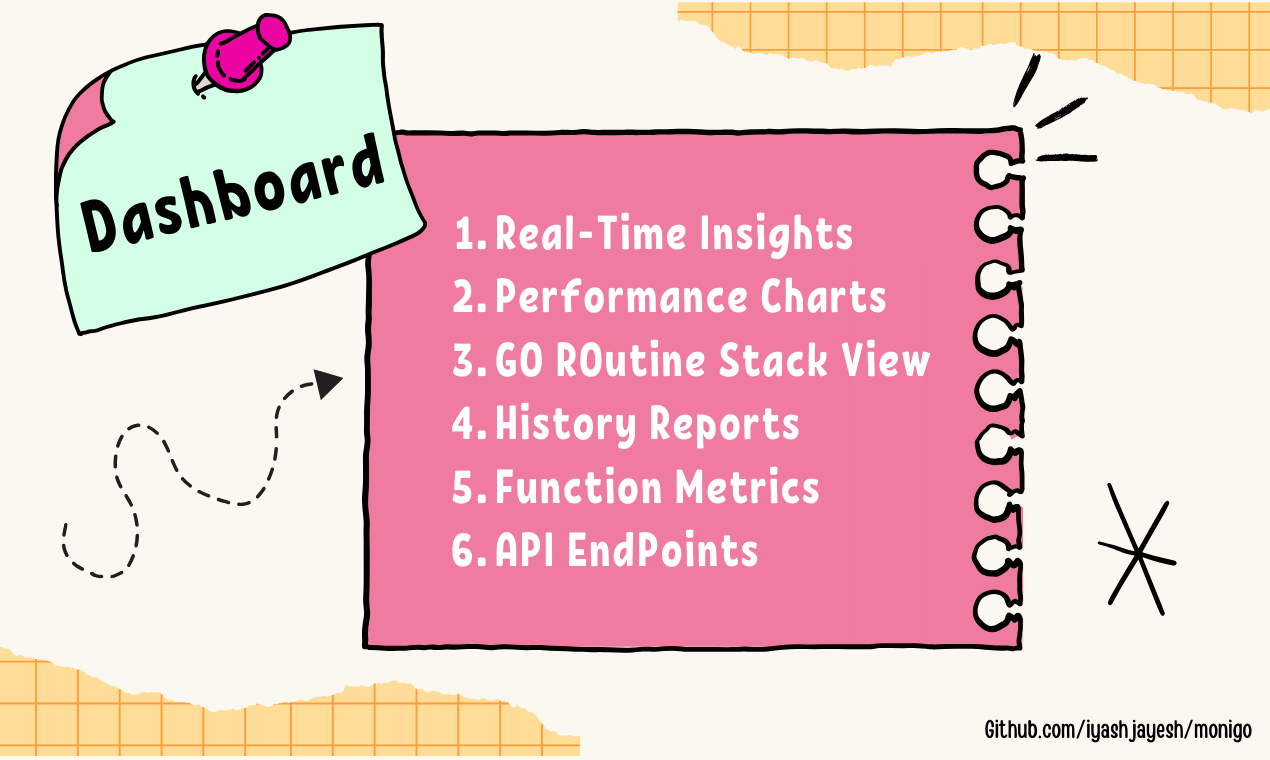 Dashboard
1. Real-Time Insights
2. Performance Charts
3. GO ROutine Stack View
4. History Reports
5. Function Metrics
6. API EndPoints
Github.com/iyashjayesh/monigo